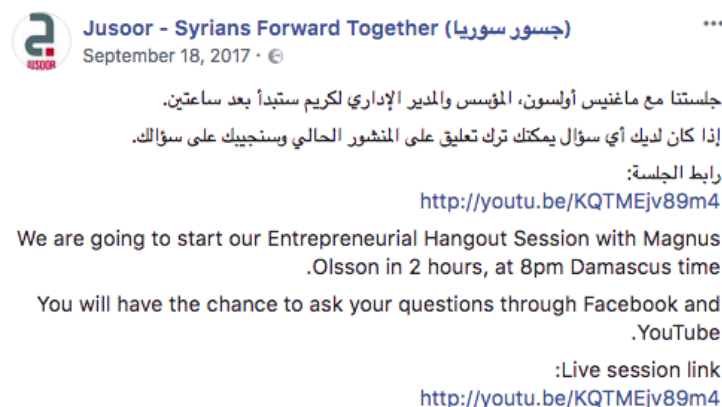 Jusoor - Syrians Forward Together (جسور سوريا)
September 18, 2017 ·
JUSOOR
جلستنا مع ماغنيس أولسون، المؤسس والمدير الإداري لكريم ستبدأ بعد ساعتين.
إذا كان لديك أي سؤال يمكنك ترك تعليق على المنشور الحالي وسنجيبك على سؤالك.
رابط الجلسة:
http://youtu.be/KQTMEjv89m4
We are going to start our Entrepreneurial Hangout Session with Magnus
.Olsson in 2 hours, at 8pm Damascus time
You will have the chance to ask your questions through Facebook and
.YouTube
:Live session link
http://youtu.be/KQTMEjv89m4